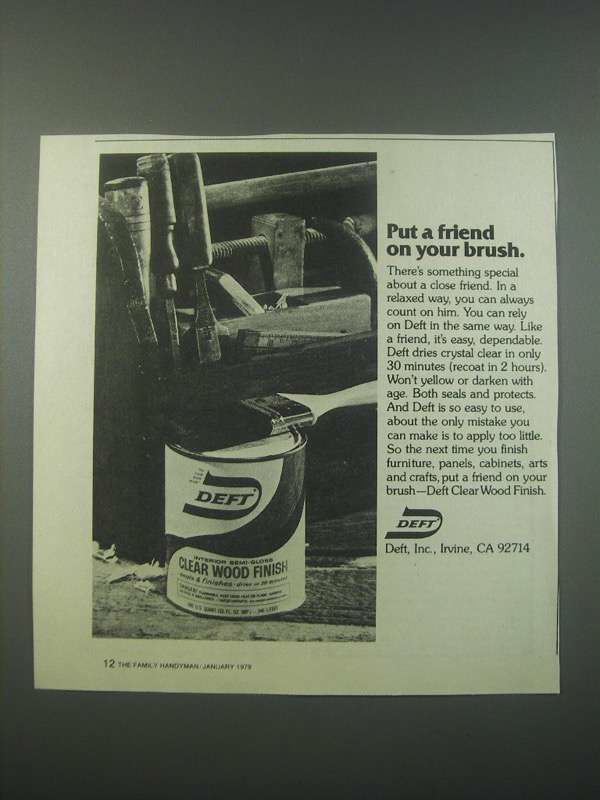 Put a friend
on your brush.
There's something special
about a close friend. In a
relaxed way, you can always
count on him. You can rely
on Deft in the same way. Like
a friend, it's easy, dependable.
Deft dries crystal clear in only
30 minutes (recoat in 2 hours).
Won't yellow or darken with
age. Both seals and protects.
And Deft is so easy to use,
about the only mistake you
can make is to apply too little.
So the next time you finish
furniture, panels, cabinets, arts
and crafts, put a friend on your
brush—Deft Clear Wood Finish.
DEFT
Deft, Inc., Irvine, CA 92714
DEFT
INTERIOR SEMI-GLOSS
CLEAR WOOD FINISH
seals & finishes - dries in 30 minutes
12 THE FAMILY HANDYMAN/JANUARY 1979